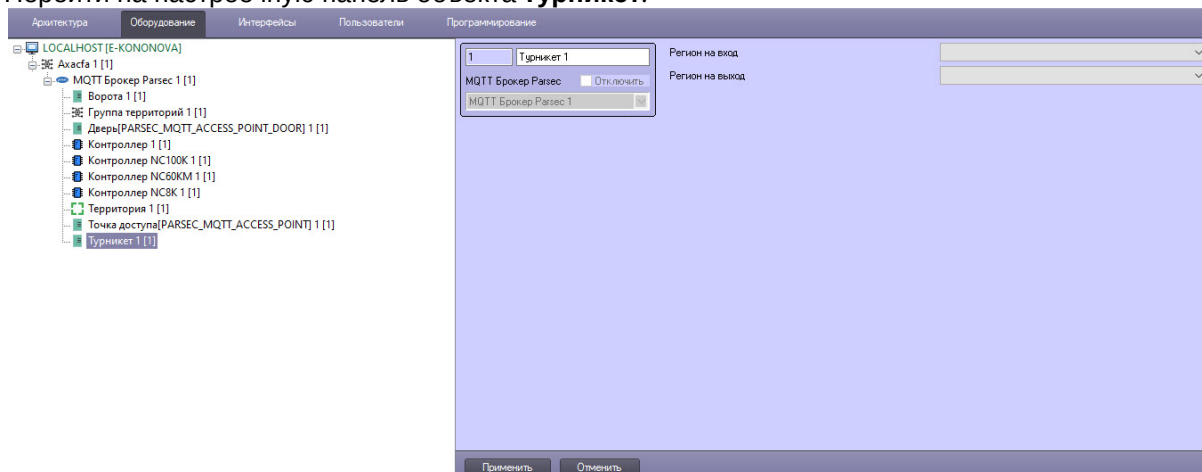 Перейти на настроечную панель объекта Турникет.
Архитектура Оборудование Интерфейсы Пользователи Программирование
LOCALHOST [E-KONONOVA]
Axacfa 1 [1]
MQTT Брокер Parsec 1 [1]
Ворота 1 [1]
Группа территорий 1 [1]
Дверь[PARSEC_MQTT_ACCESS_POINT_DOOR] 1 [1]
Контроллер 1 [1]
Контроллер NC100K 1 [1]
Контроллер NC60KM 1 [1]
Контроллер NC8K 1 [1]
Территория 1 [1]
Точка доступа[PARSEC_MQTT_ACCESS_POINT] 1 [1]
Турникет 1 [1]
1 Турникет 1
MQTT Брокер Parsec Отключить
MQTT Брокер Parsec 1
Регион на вход
Регион на выход
Применить Отменить